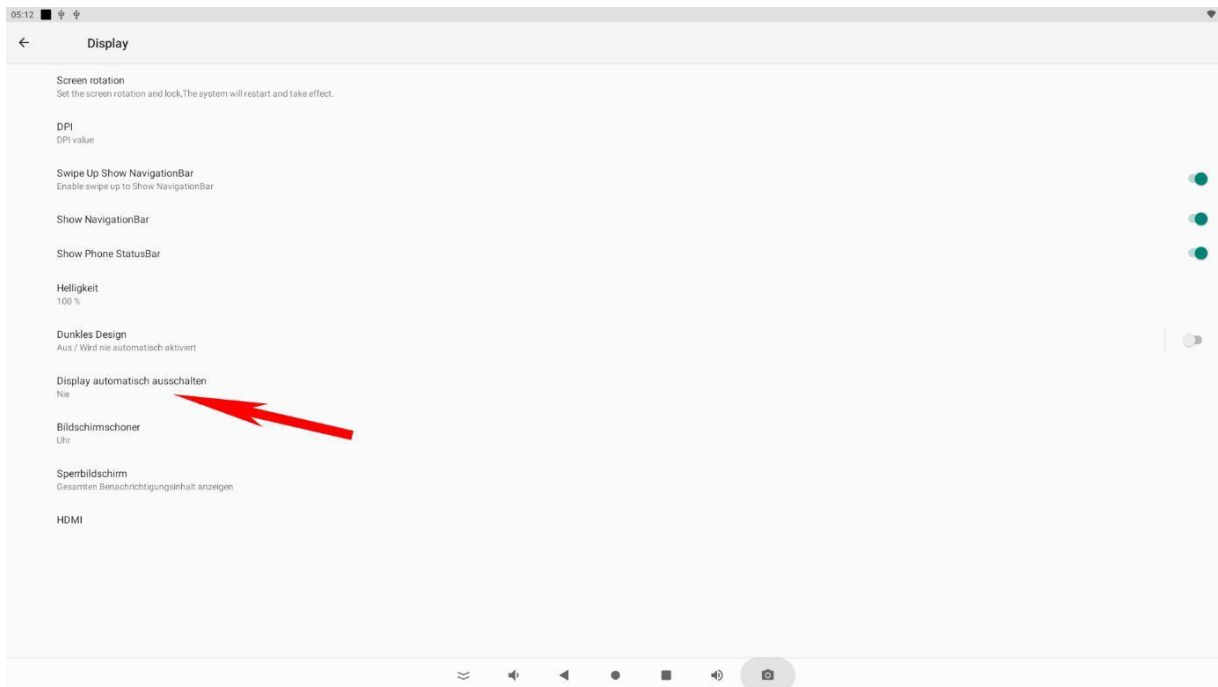 05:12
Display
Screen rotation
Set the screen rotation and lock,The system will restart and take effect.
DPI
DPI value
Swipe Up Show NavigationBar
Enable swipe up to Show NavigationBar
Show NavigationBar
Show Phone StatusBar
Helligkeit
100 %
Dunkles Design
Aus / Wird nie automatisch aktiviert
Display automatisch ausschalten
Nie
Bildschirmschoner
Uhr
Sperrbildschirm
Gesamten Benachrichtigungsinhalt anzeigen
HDMI